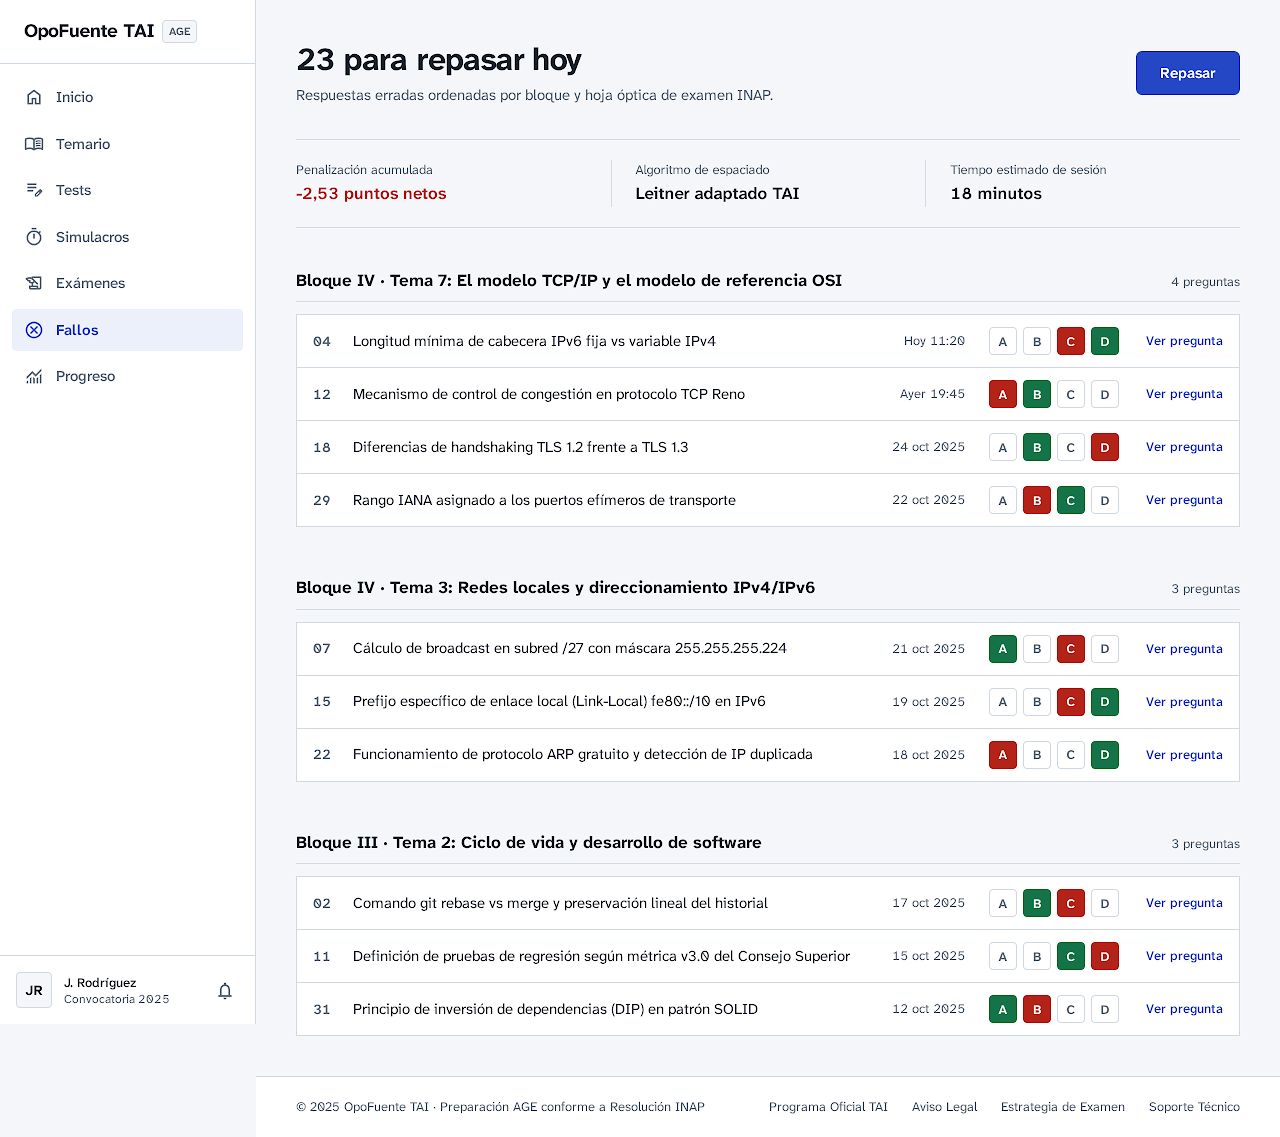 OpoFuente TAI AGE
Inicio
Temario
Tests
Simulacros
Exámenes
Fallos
Progreso
JR
J. Rodríguez
Convocatoria 2025
23 para repasar hoy
Respuestas erradas ordenadas por bloque y hoja óptica de examen INAP.
Repasar
Penalización acumulada
-2,53 puntos netos
Algoritmo de espaciado
Leitner adaptado TAI
Tiempo estimado de sesión
18 minutos
Bloque IV · Tema 7: El modelo TCP/IP y el modelo de referencia OSI 4 preguntas
04 Longitud mínima de cabecera IPv6 fija vs variable IPv4 Hoy 11:20 A B C D Ver pregunta
12 Mecanismo de control de congestión en protocolo TCP Reno Ayer 19:45 A B C D Ver pregunta
18 Diferencias de handshaking TLS 1.2 frente a TLS 1.3 24 oct 2025 A B C D Ver pregunta
29 Rango IANA asignado a los puertos efímeros de transporte 22 oct 2025 A B C D Ver pregunta
Bloque IV · Tema 3: Redes locales y direccionamiento IPv4/IPv6 3 preguntas
07 Cálculo de broadcast en subred /27 con máscara 255.255.255.224 21 oct 2025 A B C D Ver pregunta
15 Prefijo específico de enlace local (Link-Local) fe80::/10 en IPv6 19 oct 2025 A B C D Ver pregunta
22 Funcionamiento de protocolo ARP gratuito y detección de IP duplicada 18 oct 2025 A B C D Ver pregunta
Bloque III · Tema 2: Ciclo de vida y desarrollo de software 3 preguntas
02 Comando git rebase vs merge y preservación lineal del historial 17 oct 2025 A B C D Ver pregunta
11 Definición de pruebas de regresión según métrica v3.0 del Consejo Superior 15 oct 2025 A B C D Ver pregunta
31 Principio de inversión de dependencias (DIP) en patrón SOLID 12 oct 2025 A B C D Ver pregunta
© 2025 OpoFuente TAI · Preparación AGE conforme a Resolución INAP Programa Oficial TAI Aviso Legal Estrategia de Examen Soporte Técnico